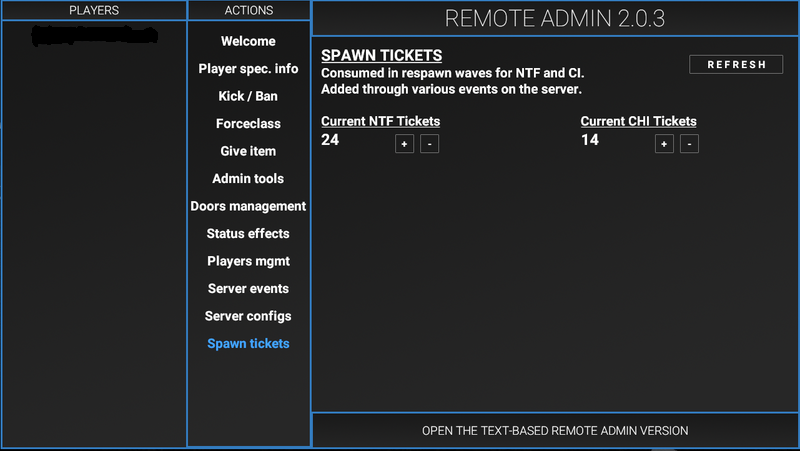 PLAYERS
ACTIONS
Welcome
Player spec. info
Kick / Ban
Forceclass
Give item
Admin tools
Doors management
Status effects
Players mgmt
Server events
Server configs
Spawn tickets
REMOTE ADMIN 2.0.3
SPAWN TICKETS
Consumed in respawn waves for NTF and CI.
Added through various events on the server.
REFRESH
Current NTF Tickets
24 + -
Current CHI Tickets
14 + -
OPEN THE TEXT-BASED REMOTE ADMIN VERSION